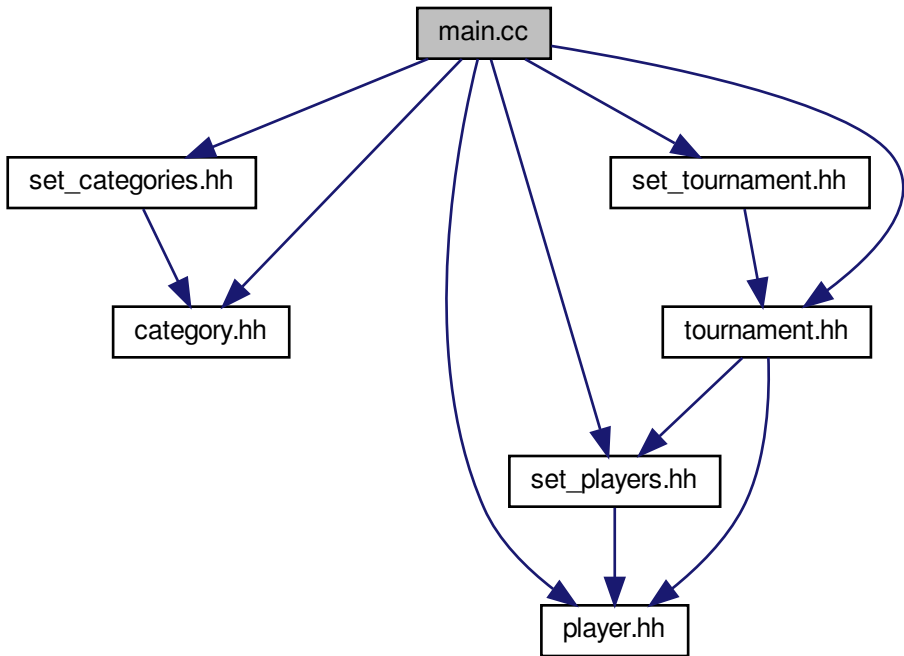 main.cc
set_categories.hh
set_tournament.hh
category.hh
tournament.hh
set_players.hh
player.hh